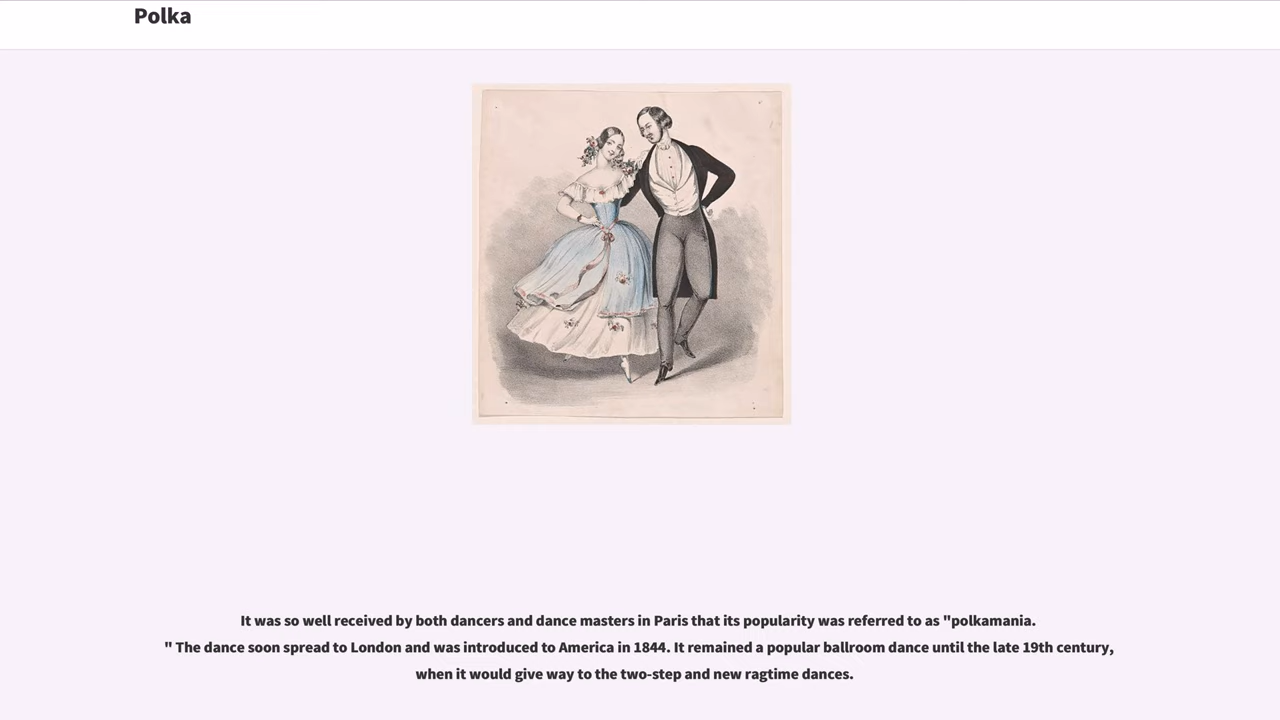 Polka
It was so well received by both dancers and dance masters in Paris that its popularity was referred to as "polkamania.
" The dance soon spread to London and was introduced to America in 1844. It remained a popular ballroom dance until the late 19th century,
when it would give way to the two-step and new ragtime dances.